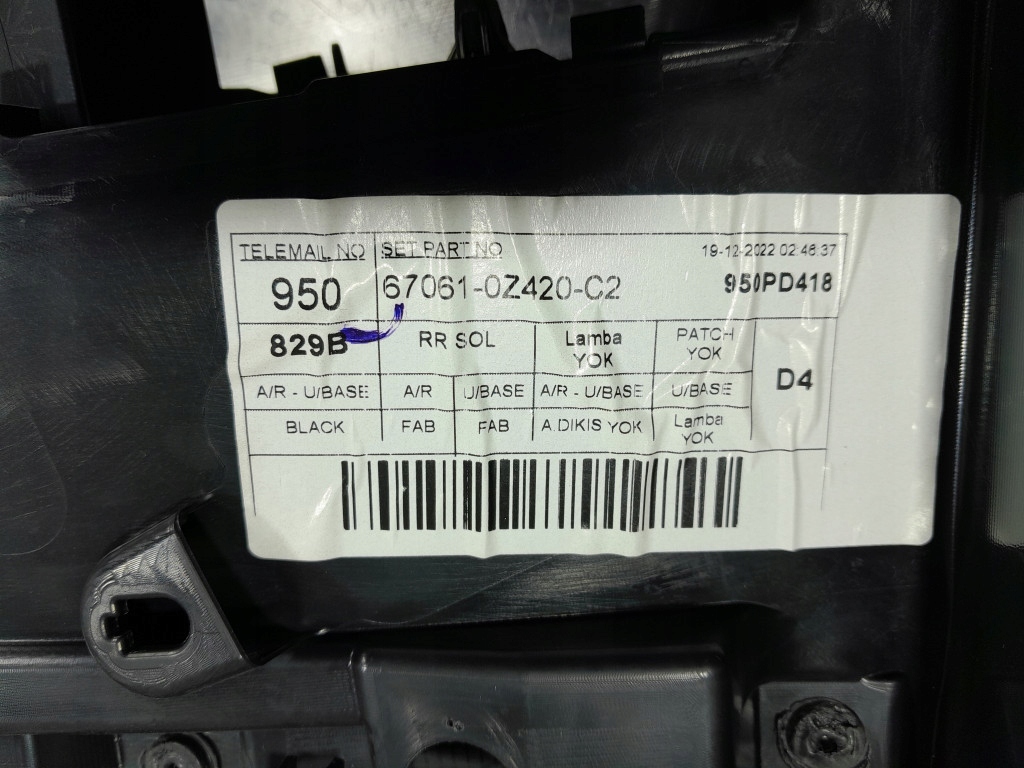 TELEMAIL NO SET PART NO 19-12-2022 02:46:37
950 67061-0Z420-C2 950PD418
829B RR SOL Lamba YOK PATCH YOK D4
A/R - U/BASE A/R U/BASE A/R - U/BASE U/BASE
BLACK FAB FAB A.DIKIS YOK Lamba YOK